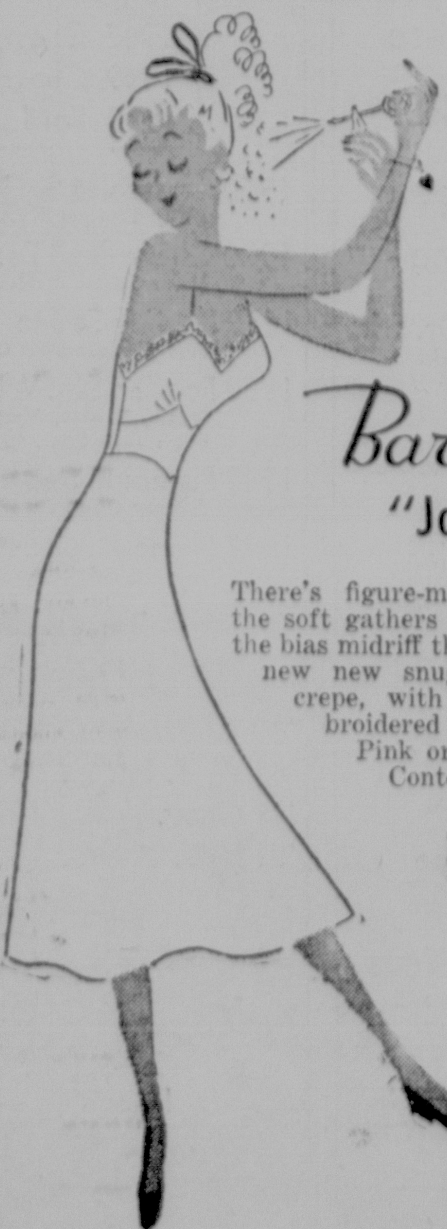 Bar
"Jo
There's figure-m
the soft gathers
the bias midriff th
new new snu
crepe, with
broidered
Pink or
Cont